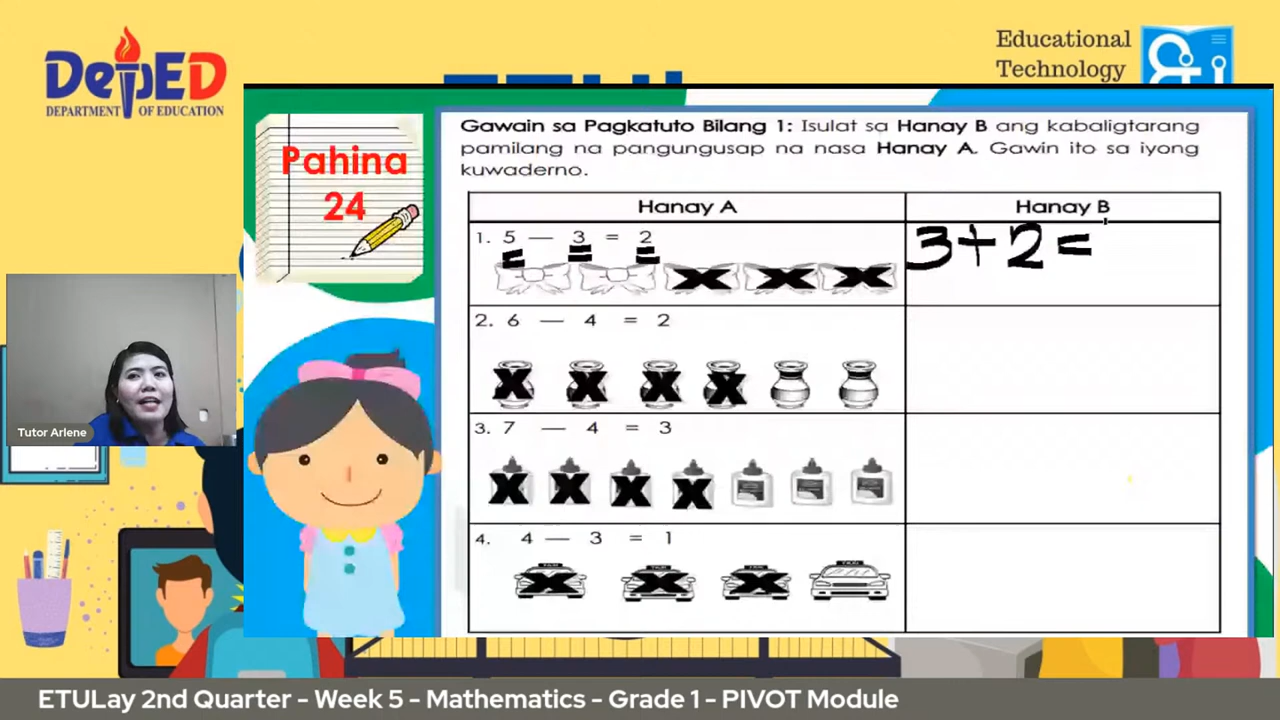 DepED
DEPARTMENT OF EDUCATION
Educational
Technology
Pahina
24
Gawain sa Pagkatuto Bilang 1: Isulat sa Hanay B ang kabaligtarang
pamilang na pangungusap na nasa Hanay A. Gawin ito sa iyong
kuwaderno.
Hanay A
Hanay B
1. 5 — 3 = 2
3+2=
2. 6 — 4 = 2
3. 7 — 4 = 3
4. 4 — 3 = 1
Tutor Arlene
ETULay 2nd Quarter - Week 5 - Mathematics - Grade 1 - PIVOT Module